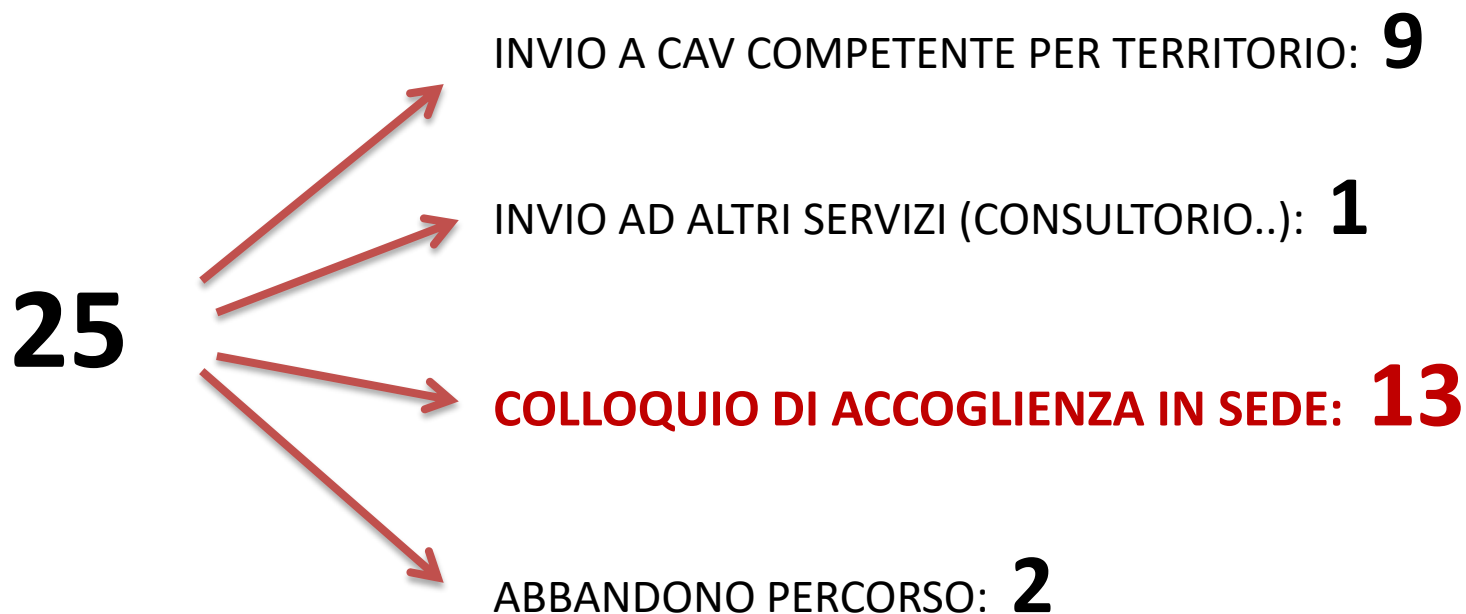 INVIO A CAV COMPETENTE PER TERRITORIO: 9
INVIO AD ALTRI SERVIZI (CONSULTORIO..): 1
25
COLLOQUIO DI ACCOGLIENZA IN SEDE: 13
ABBANDONO PERCORSO: 2